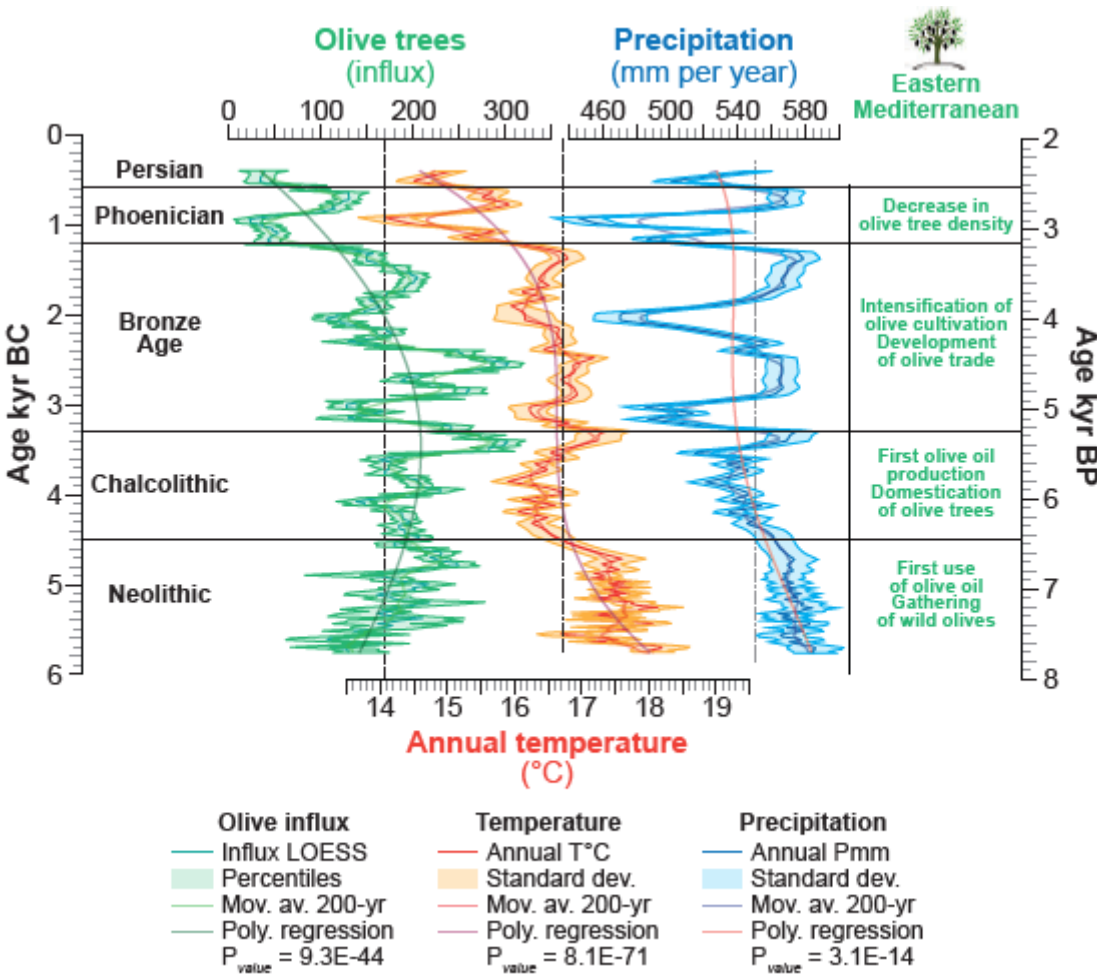 Olive trees
(influx)
Precipitation
(mm per year)
Eastern
Mediterranean
0 100 200 300
460 500 540 580
Age kyr BC
0
1
2
3
4
5
6
Persian
Phoenician
Bronze
Age
Chalcolithic
Neolithic
Decrease in
olive tree density
Intensification of
olive cultivation
Development
of olive trade
First olive oil
production
Domestication
of olive trees
First use
of olive oil
Gathering
of wild olives
2
3
4
5
6
7
8
Age kyr BP
14 15 16 17 18 19
Annual temperature
(°C)
Olive influx
Influx LOESS
Percentiles
Mov. av. 200-yr
Poly. regression
Pvalue = 9.3E-44
Temperature
Annual T°C
Standard dev.
Mov. av. 200-yr
Poly. regression
Pvalue = 8.1E-71
Precipitation
Annual Pmm
Standard dev.
Mov. av. 200-yr
Poly. regression
Pvalue = 3.1E-14